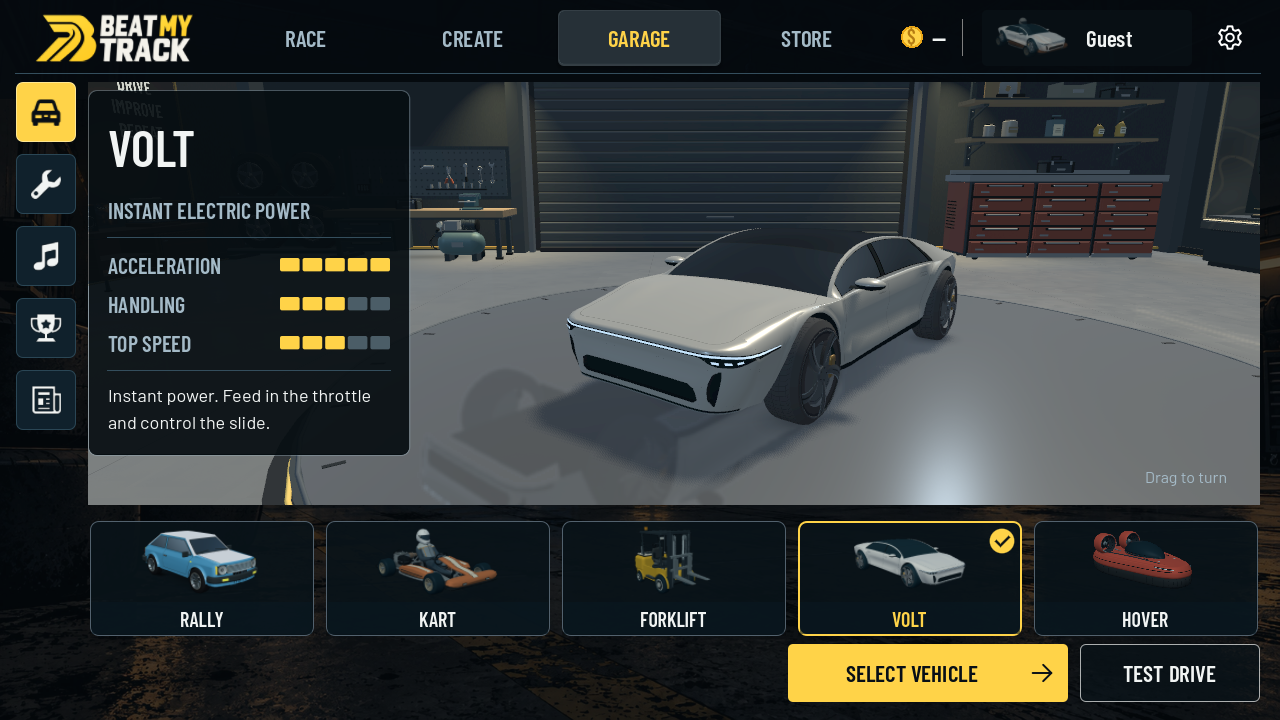 BEAT MY TRACK
RACE
CREATE
GARAGE
STORE
$ –
Guest
DRIVE
IMPROVE
VOLT
INSTANT ELECTRIC POWER
ACCELERATION
HANDLING
TOP SPEED
Instant power. Feed in the throttle
and control the slide.
Drag to turn
RALLY
KART
FORKLIFT
VOLT
HOVER
SELECT VEHICLE
TEST DRIVE